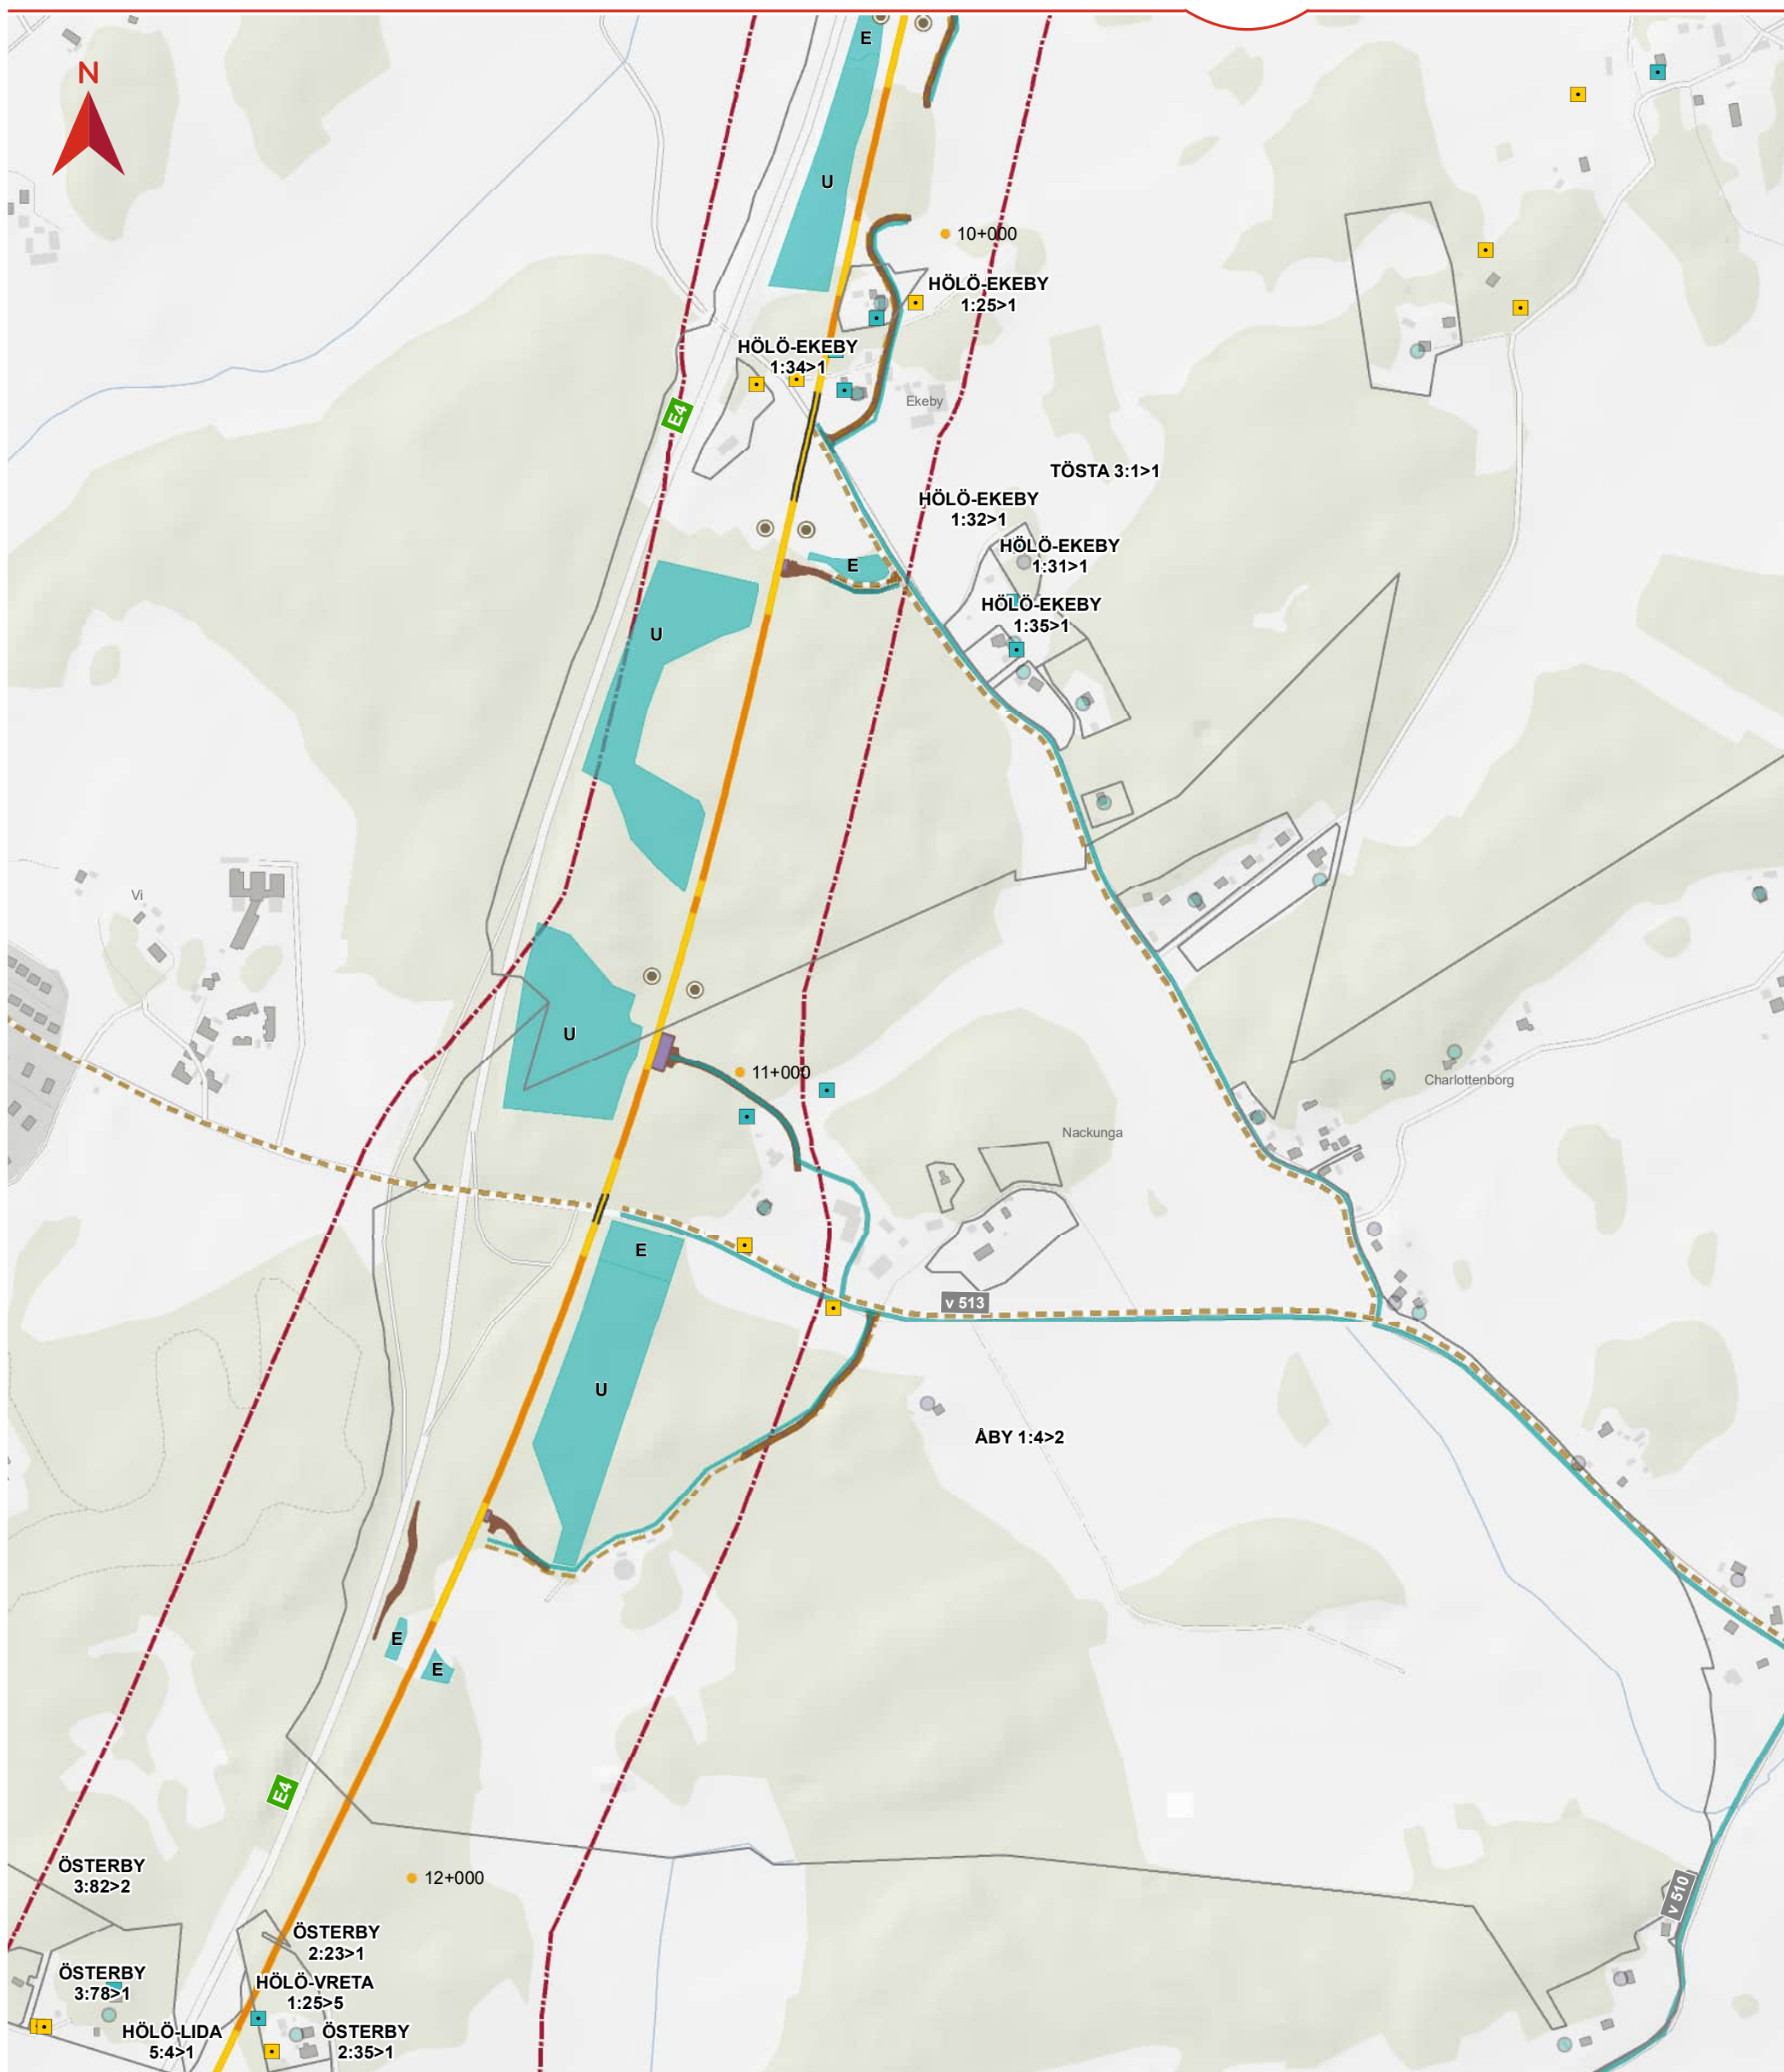 E
N
U
10+000
HÖLÖ-EKEBY
1:25>1
HÖLÖ-EKEBY
1:34>1
E4
Ekeby
TÖSTA 3:1>1
HÖLÖ-EKEBY
1:32>1
HÖLÖ-EKEBY
1:31>1
E
HÖLÖ-EKEBY
1:35>1
U
Vi
U
11+000
Charlottenborg
Nackunga
E
v 513
U
ÅBY 1:4>2
E
E
E4
ÖSTERBY
3:82>2
12+000
v 510
ÖSTERBY
2:23>1
ÖSTERBY
3:78>1
HÖLÖ-VRETA
1:25>5
HÖLÖ-LIDA
5:4>1
ÖSTERBY
2:35>1